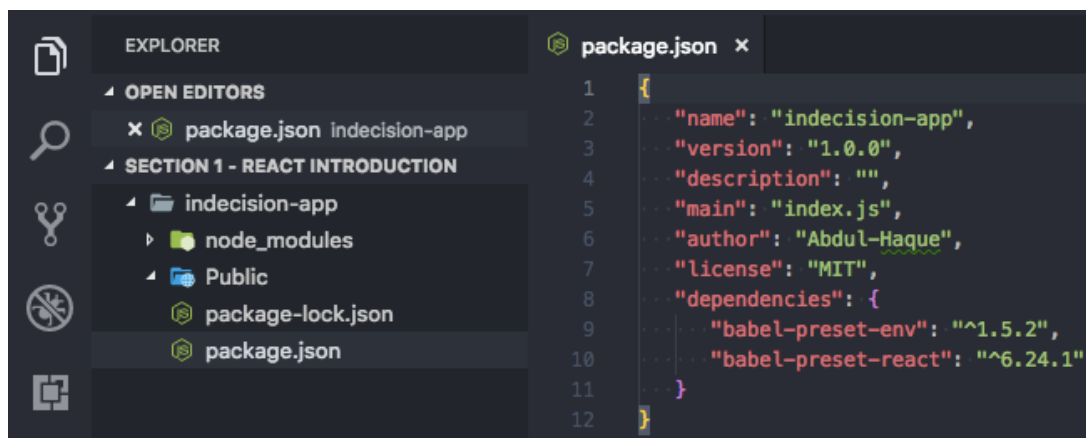 EXPLORER
OPEN EDITORS
package.json indecision-app
SECTION 1 - REACT INTRODUCTION
indecision-app
node_modules
Public
package-lock.json
package.json
package.json
1 {
2 "name": "indecision-app",
3 "version": "1.0.0",
4 "description": "",
5 "main": "index.js",
6 "author": "Abdul-Haque",
7 "license": "MIT",
8 "dependencies": {
9 "babel-preset-env": "^1.5.2",
10 "babel-preset-react": "^6.24.1"
11 }
12 }